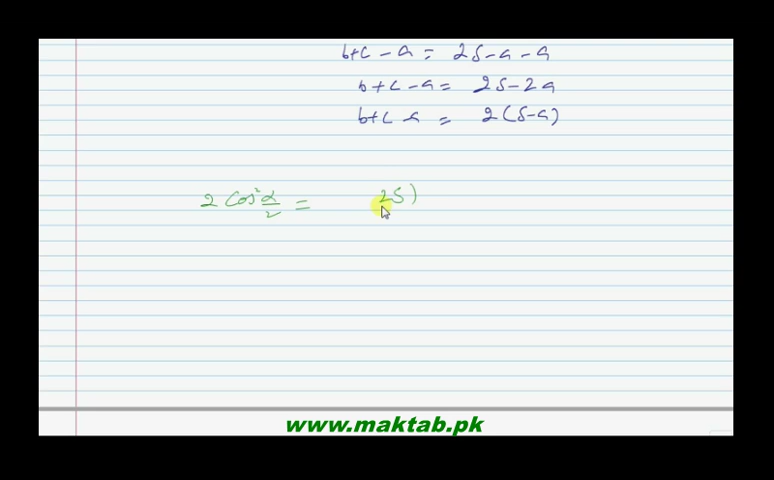 b+c-a = 2s-a-a
b+c-a = 2s-2a
b+c-a = 2(s-a)
2 Cos² α/2 = 2s)
www.maktab.pk